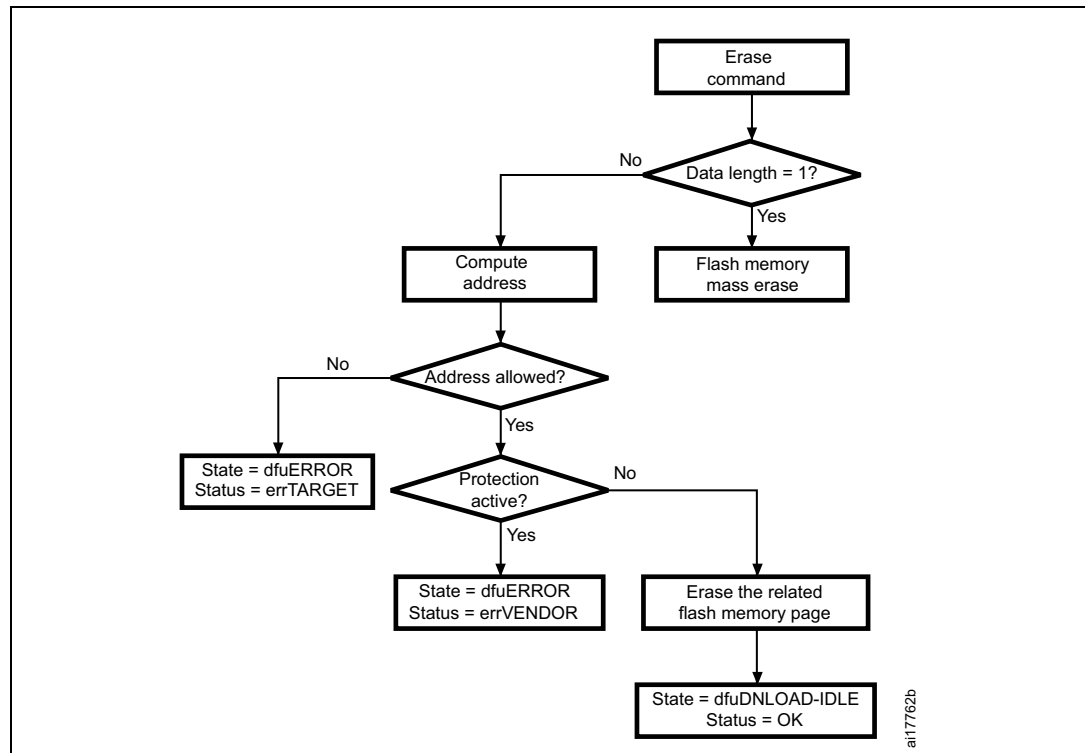 Erase
command
No
Data length = 1?
Yes
Compute
address
Flash memory
mass erase
No
Address allowed?
Yes
State = dfuERROR
Status = errTARGET
Protection
active?
No
Yes
State = dfuERROR
Status = errVENDOR
Erase the related
flash memory page
State = dfuDNLOAD-IDLE
Status = OK
ai17762b